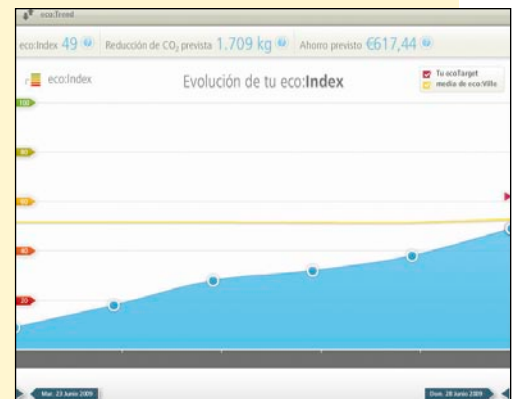 eco:Trend
eco:Index 49 ? Reducción de CO₂ prevista 1.709 kg ? Ahorro previsto €617,44 ?
eco:Index
Evolución de tu eco:Index
Tu ecoTarget
media de eco:Ville
100
80
60
40
20
Mar. 23 Junio 2009
Dom. 28 Junio 2009